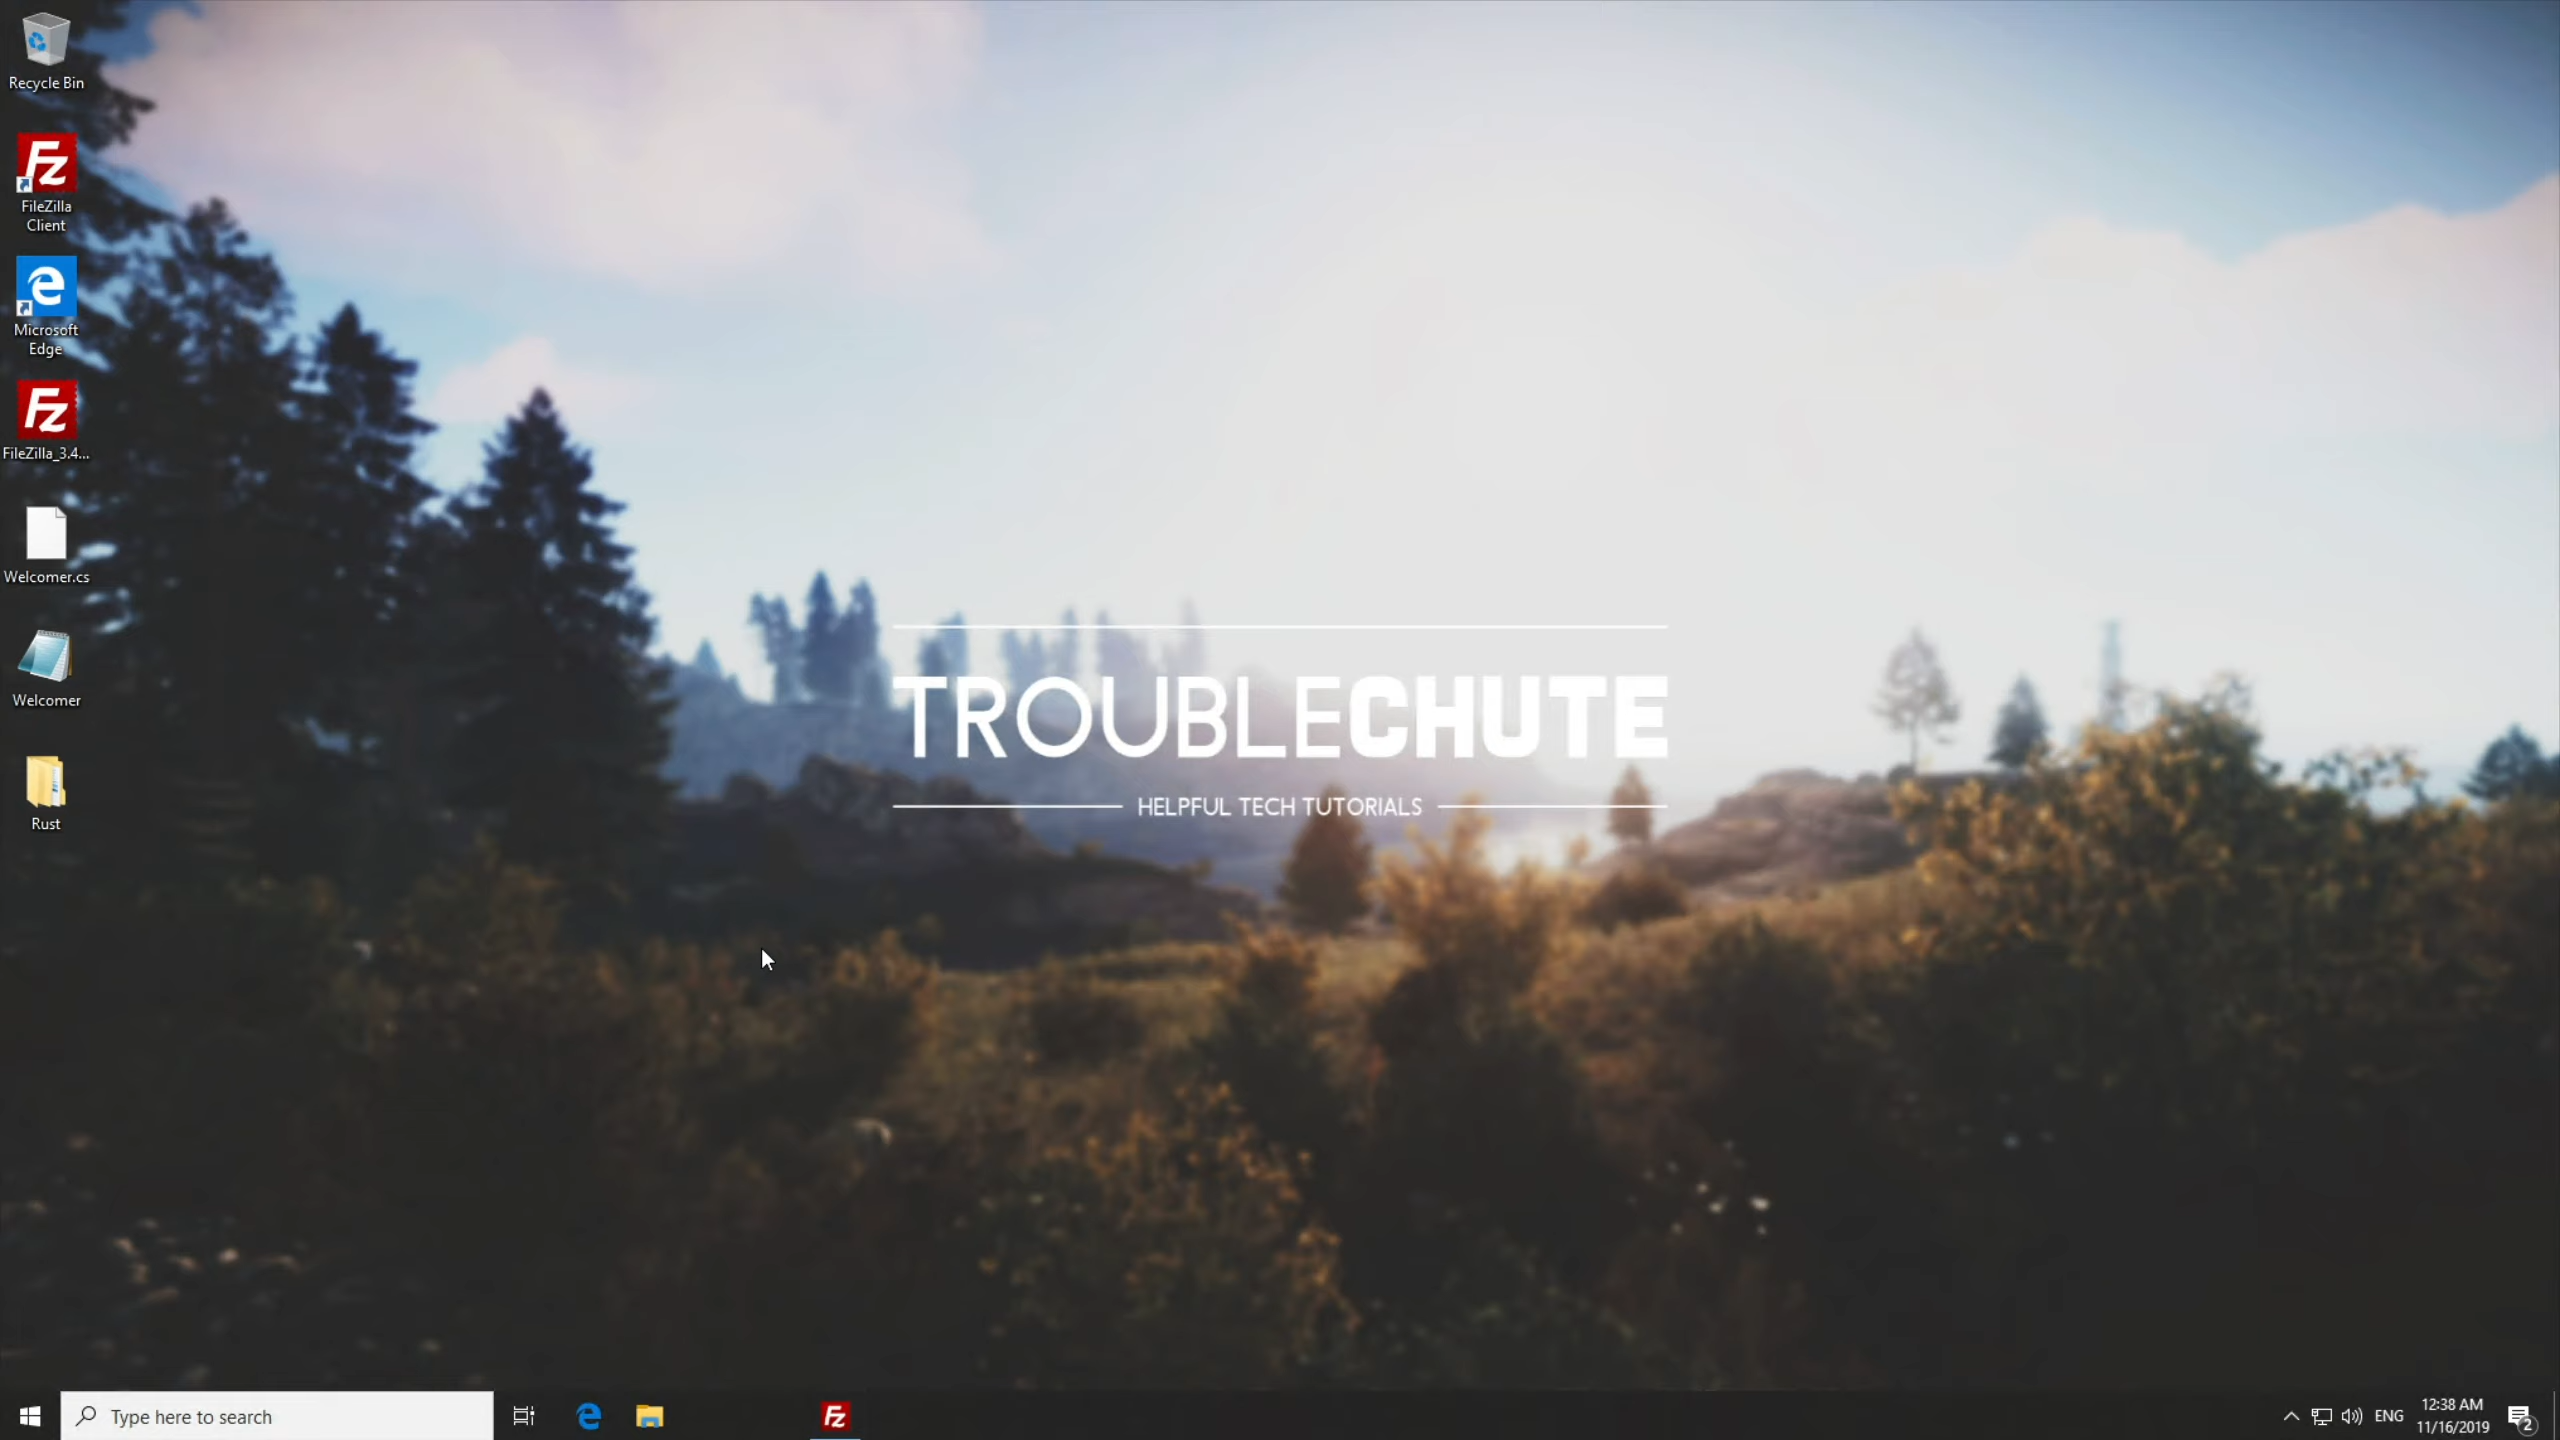 Recycle Bin
FileZilla
Client
Microsoft
Edge
FileZilla_3.4...
Welcomer.cs
Welcomer
Rust
TROUBLECHUTE
HELPFUL TECH TUTORIALS
Type here to search
ENG
12:38 AM
11/16/2019
2